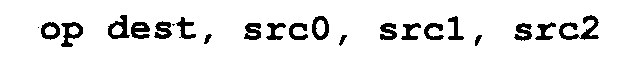 op dest, src0, src1, src2